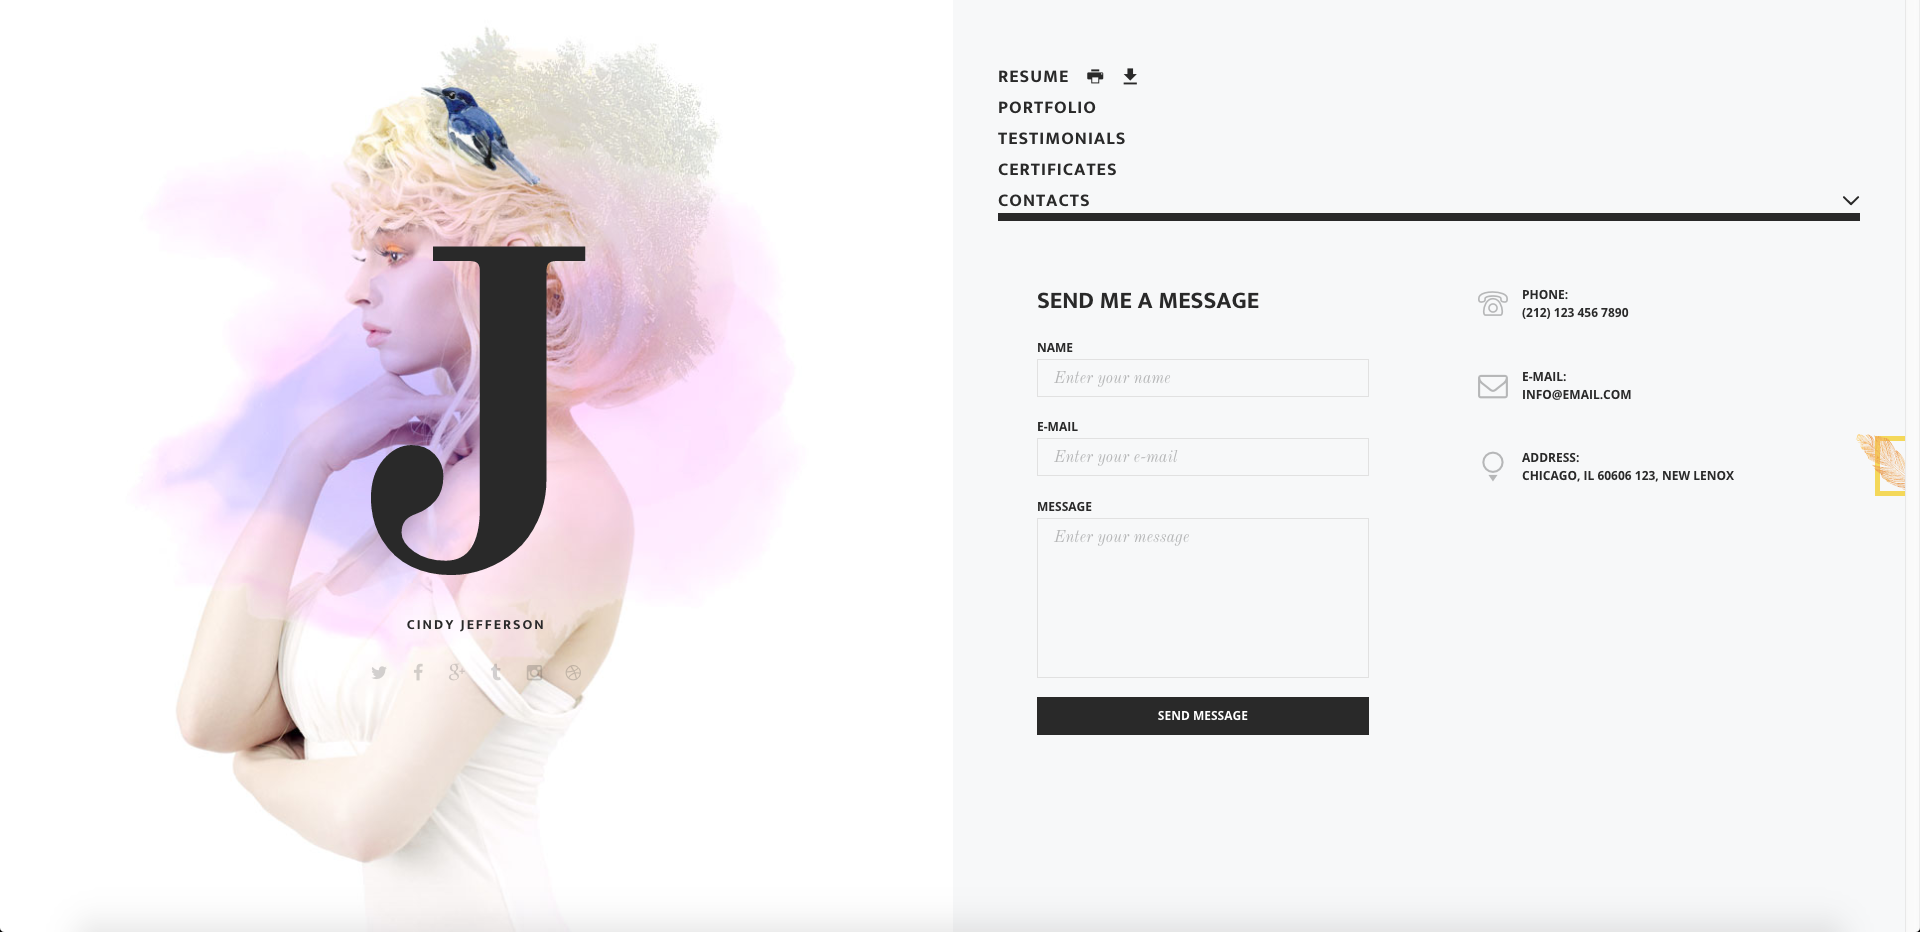 J
CINDY JEFFERSON
RESUME
PORTFOLIO
TESTIMONIALS
CERTIFICATES
CONTACTS
SEND ME A MESSAGE
NAME
Enter your name
E-MAIL
Enter your e-mail
MESSAGE
Enter your message
SEND MESSAGE
PHONE:
(212) 123 456 7890
E-MAIL:
INFO@EMAIL.COM
ADDRESS:
CHICAGO, IL 60606 123, NEW LENOX